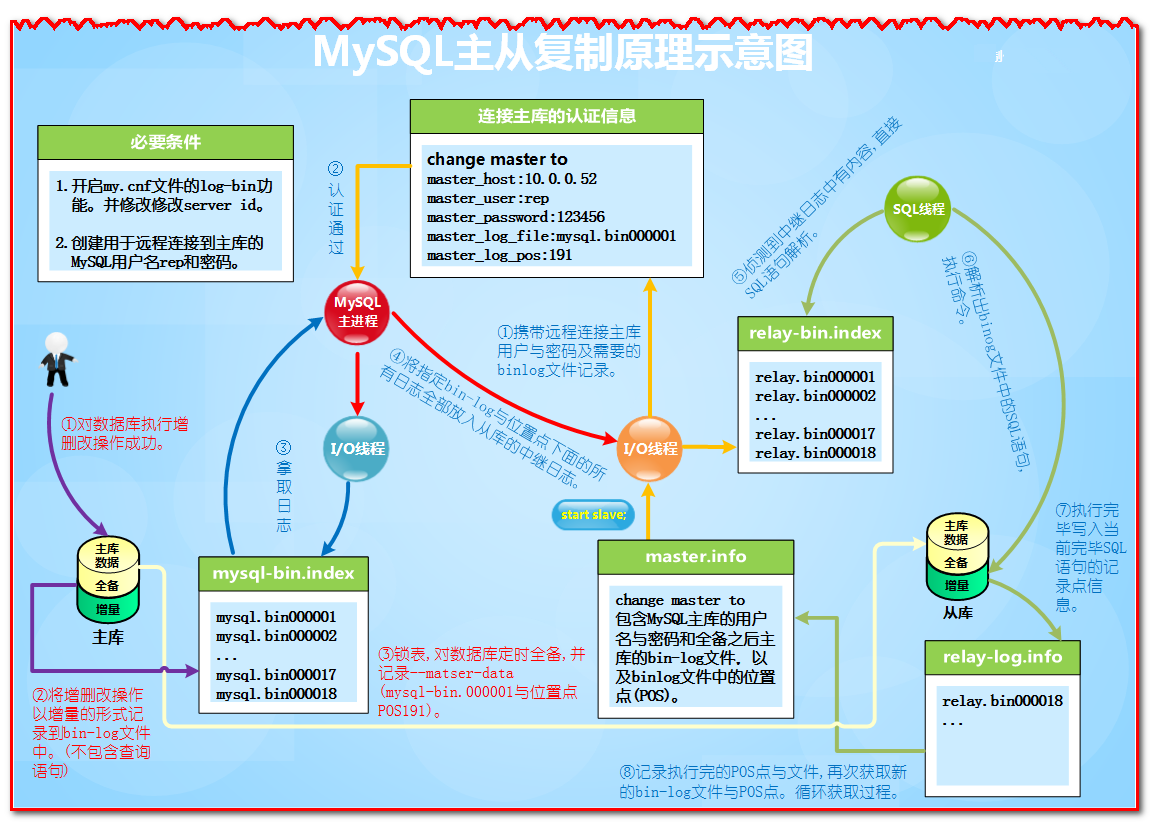 MySQL主从复制原理示意图
必要条件
1. 开启my.cnf文件的log-bin功
能。并修改修改server id。
2. 创建用于远程连接到主库的
MySQL用户名rep和密码。
连接主库的认证信息
change master to
master_host:10.0.0.52
master_user:rep
master_password:123456
master_log_file:mysql.bin000001
master_log_pos:191
②
认
证
通
过
MySQL
主进程
①携带远程连接主库
用户与密码及需要的
binlog文件记录。
⑤侦测到中继日志中有内容,直接
SQL语句解析。
SQL线程
⑥解析出binog文件中的SQL语句,
执行命令。
relay-bin.index
relay.bin000001
relay.bin000002
...
relay.bin000017
relay.bin000018
①对数据库执行增
删改操作成功。
③
拿
取
日
志
I/O线程
④将指定bin-log与位置点下面的所
有日志全部放入从库的中继日志。
I/O线程
start slave;
主库
数据
全备
增量
主库
mysql-bin.index
mysql.bin000001
mysql.bin000002
...
mysql.bin000017
mysql.bin000018
②将增删改操作
以增量的形式记
录到bin-log文件
中。(不包含查询
语句)
③锁表,对数据库定时全备,并
记录--matser-data
(mysql-bin.000001与位置点
POS191)。
master.info
change master to
包含MySQL主库的用户
名与密码和全备之后主
库的bin-log文件，以
及binlog文件中的位置
点(POS)。
主库
数据
全备
增量
从库
⑦执行完
毕写入当
前完毕SQL
语句的记
录点信
息。
relay-log.info
relay.bin000018
...
⑧记录执行完的POS点与文件,再次获取新
的bin-log文件与POS点。循环获取过程。